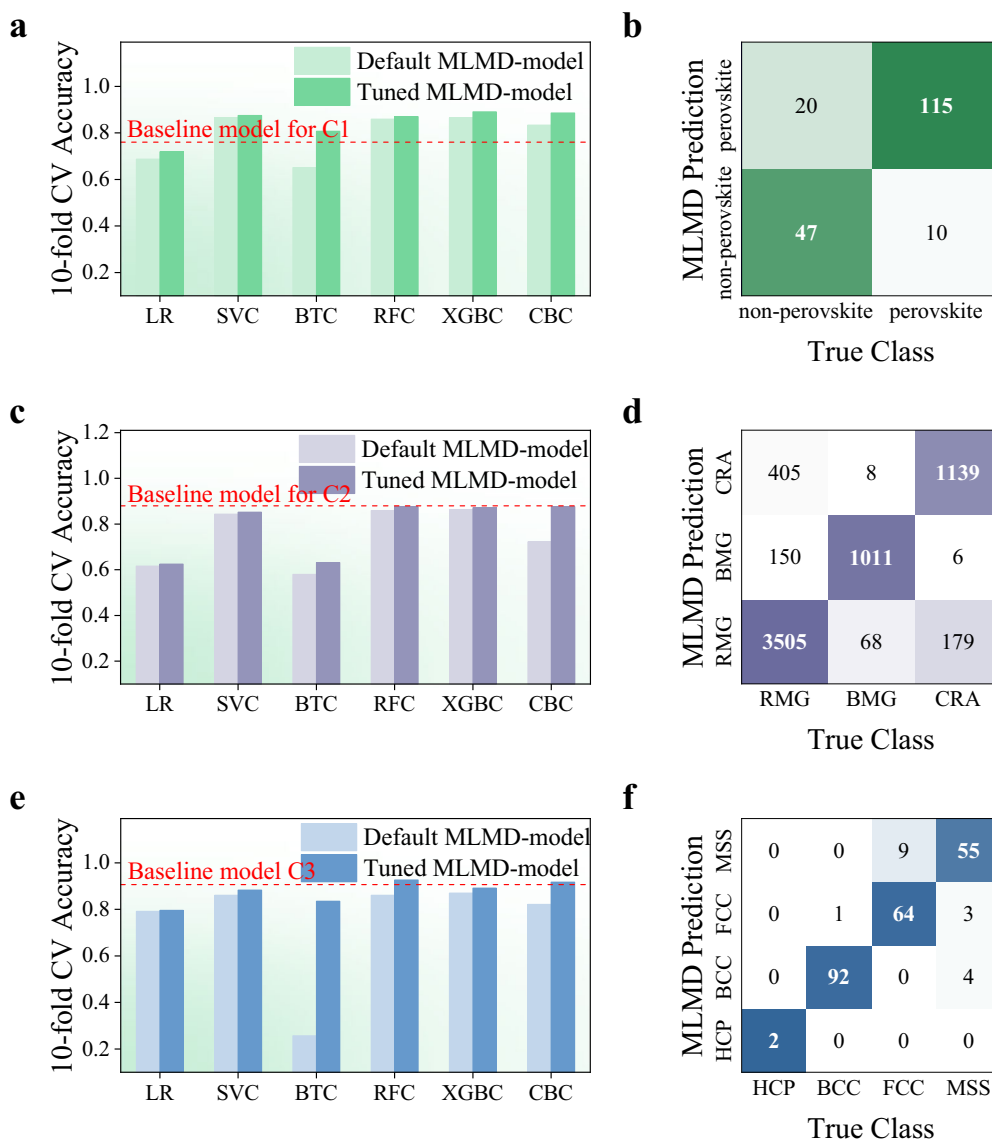 a
10-fold CV Accuracy
1.0
0.8
0.6
0.4
0.2
Default MLMD-model
Tuned MLMD-model
Baseline model for C1
LR SVC BTC RFC XGBC CBC
b
MLMD Prediction
perovskite
non-perovskite
20 115
47 10
non-perovskite perovskite
True Class
c
10-fold CV Accuracy
1.2
1.0
0.8
0.6
0.4
0.2
Default MLMD-model
Tuned MLMD-model
Baseline model for C2
LR SVC BTC RFC XGBC CBC
d
MLMD Prediction
CRA
BMG
RMG
405 8 1139
150 1011 6
3505 68 179
RMG BMG CRA
True Class
e
10-fold CV Accuracy
1.0
0.8
0.6
0.4
0.2
Default MLMD-model
Tuned MLMD-model
Baseline model C3
LR SVC BTC RFC XGBC CBC
f
MLMD Prediction
MSS
FCC
BCC
HCP
0 0 9 55
0 1 64 3
0 92 0 4
2 0 0 0
HCP BCC FCC MSS
True Class